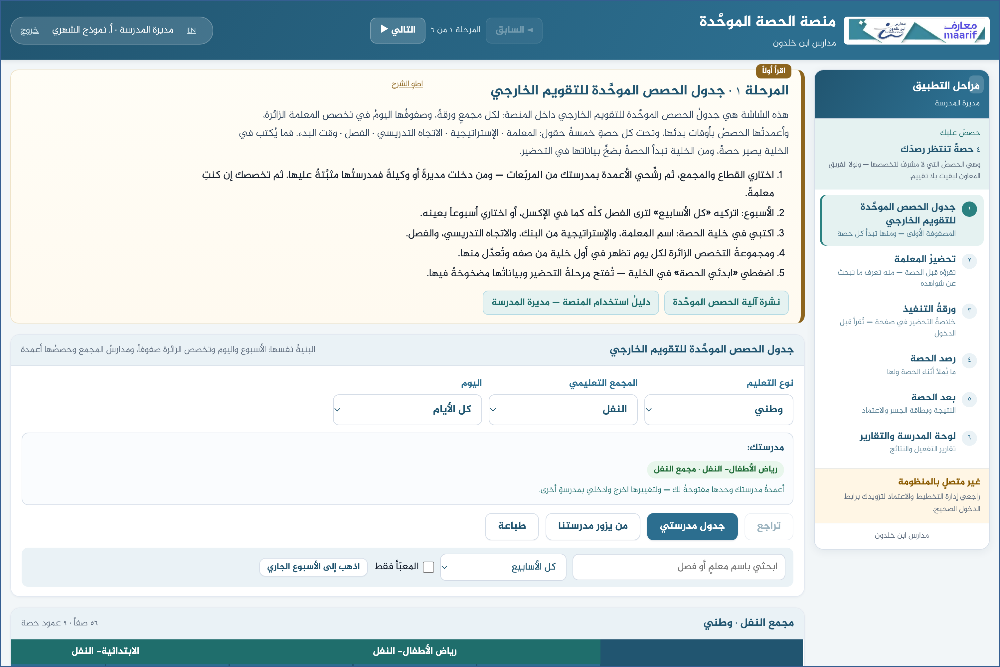 معارف
maarif
مدارس
ابن خلدون
منصة الحصة الموحَّدة
مدارس ابن خلدون
◄ السابق
المرحلة ١ من ٦
التالي ▶
EN
مديرة المدرسة · أ. نموذج الشهري
خروج
مراحل التطبيق
مديرة المدرسة
حصصٌ عليك
٤ حصةً تنتظر رصدَك
وهي الحصصُ التي لا مشرفَ لتخصصها — ولولا الفريق
المعاون لبقيت بلا تقييم.
١
جدول الحصص الموحَّدة
للتقويم الخارجي
المصفوفة الأولى — ومنها تبدأ كل حصة
٢
تحضيرُ المعلمة
تقرؤه قبل الحصة — منه تعرف ما تبحث
عن شواهده
٣
ورقةُ التنفيذ
خلاصةُ التحضير في صفحة — تُقرأ قبل
الدخول
٤
رصد الحصة
ما يُملأ أثناء الحصة ولها
٥
بعد الحصة
النتيجة وبطاقة الجسر والاعتماد
٦
لوحة المدرسة والتقارير
تقارير التفعيل والنتائج
غير متصلٍ بالمنظومة
راجعي إدارة التخطيط والاعتماد لتزويدك برابط
الدخول الصحيح.
مدارس ابن خلدون
اقرأ أولاً
المرحلة ١ · جدول الحصص الموحَّدة للتقويم الخارجي
اطوِ الشرح
هذه الشاشة هي جدولُ الحصص الموحَّدة للتقويم الخارجي داخل المنصة: لكل مجمعٍ ورقةٌ، وصفوفُها اليومُ في تخصص المعلمة الزائرة،
وأعمدتُها الحصصُ بأوقات بدئها، وتحت كل حصةٍ خمسةُ حقول: المعلمة · الإستراتيجية · الاتجاه التدريسي · الفصل · وقت البدء. فما يُكتب في
الخلية يصير حصةً، ومن الخلية تبدأ الحصةُ بضخِّ بياناتها في التحضير.
1. اختاري القطاع والمجمع، ثم رشِّحي الأعمدة بمدرستك من المربّعات — ومن دخلت مديرةً أو وكيلةً فمدرستُها مثبَّتةٌ عليها. ثم تخصصك إن كنتِ
معلمةً.
2. الأسبوع: اتركيه «كل الأسابيع» لترى الفصل كلَّه كما في الإكسل، أو اختاري أسبوعاً بعينه.
3. اكتبي في خلية الحصة: اسم المعلمة، والإستراتيجية من البنك، والاتجاه التدريسي، والفصل.
4. ومجموعةُ التخصص الزائرة لكل يوم تظهر في أول خلية من صفه وتُعدَّل منها.
5. اضغطي «ابدئي الحصة» في الخلية — تُفتح مرحلةُ التحضير وبياناتُها مضخوخةٌ فيها.
نشرة آلية الحصص الموحَّدة
دليلُ استخدام المنصة — مديرة المدرسة
جدول الحصص الموحَّدة للتقويم الخارجي
البنيةُ نفسها: الأسبوع واليوم وتخصص الزائرة صفوفاً، ومدارسُ المجمع وحصصُها أعمدة
نوع التعليم
المجمع التعليمي
اليوم
وطني
النفل
كل الأيام
مدرستك:
رياض الأطفال- النفل · مجمع النفل
أعمدةُ مدرستك وحدها مفتوحةٌ لك — ولتغييرها اخرج وادخلي بمدرسةٍ أخرى.
تراجع
جدول مدرستي
من يزور مدرستنا
طباعة
ابحثي باسم معلمٍ أو فصل
كل الأسابيع
المعبّأ فقط
اذهب إلى الأسبوع الجاري
مجمع النفل · وطني
٥٦ صفاً · ٩ عمود حصة
رياض الأطفال- النفل
الابتدائية- النفل